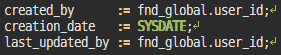 created_by      := fnd_global.user_id;↵
creation_date   := SYSDATE;↵
last_updated_by := fnd_global.user_id;↵